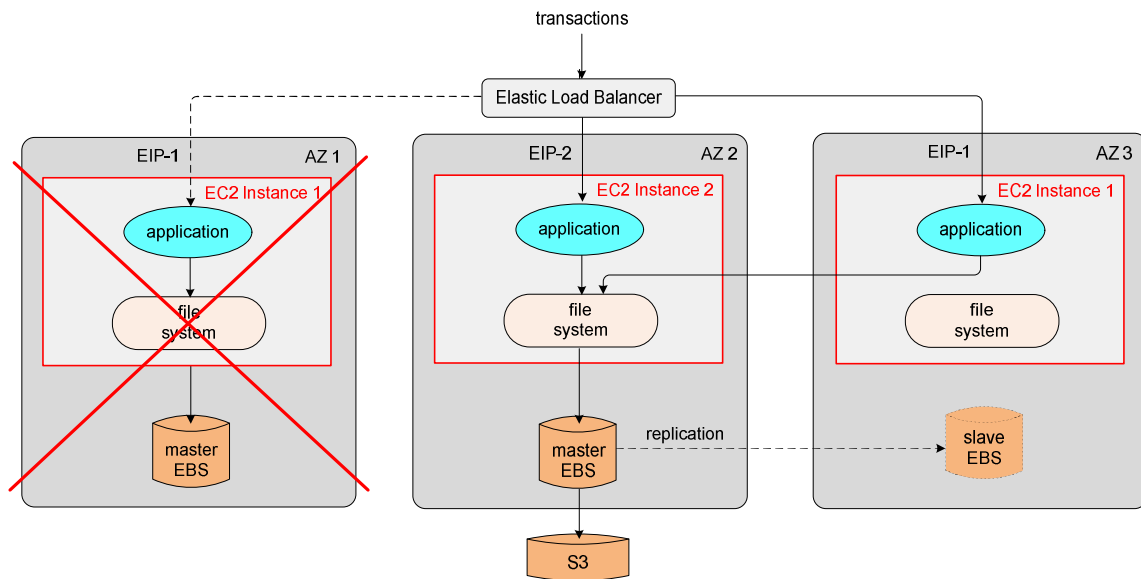 transactions
Elastic Load Balancer
EIP-1
AZ 1
EC2 Instance 1
application
file
system
master
EBS
EIP-2
AZ 2
EC2 Instance 2
application
file
system
master
EBS
replication
S3
EIP-1
AZ 3
EC2 Instance 1
application
file
system
slave
EBS